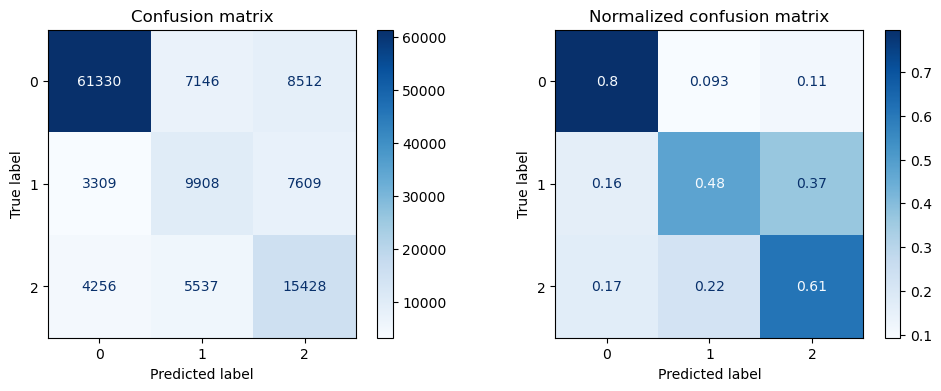 Confusion matrix
True label
0
61330 7146 8512
1
3309 9908 7609
2
4256 5537 15428
0 1 2
Predicted label
60000
50000
40000
30000
20000
10000
Normalized confusion matrix
True label
0
0.8 0.093 0.11
1
0.16 0.48 0.37
2
0.17 0.22 0.61
0 1 2
Predicted label
0.7
0.6
0.5
0.4
0.3
0.2
0.1